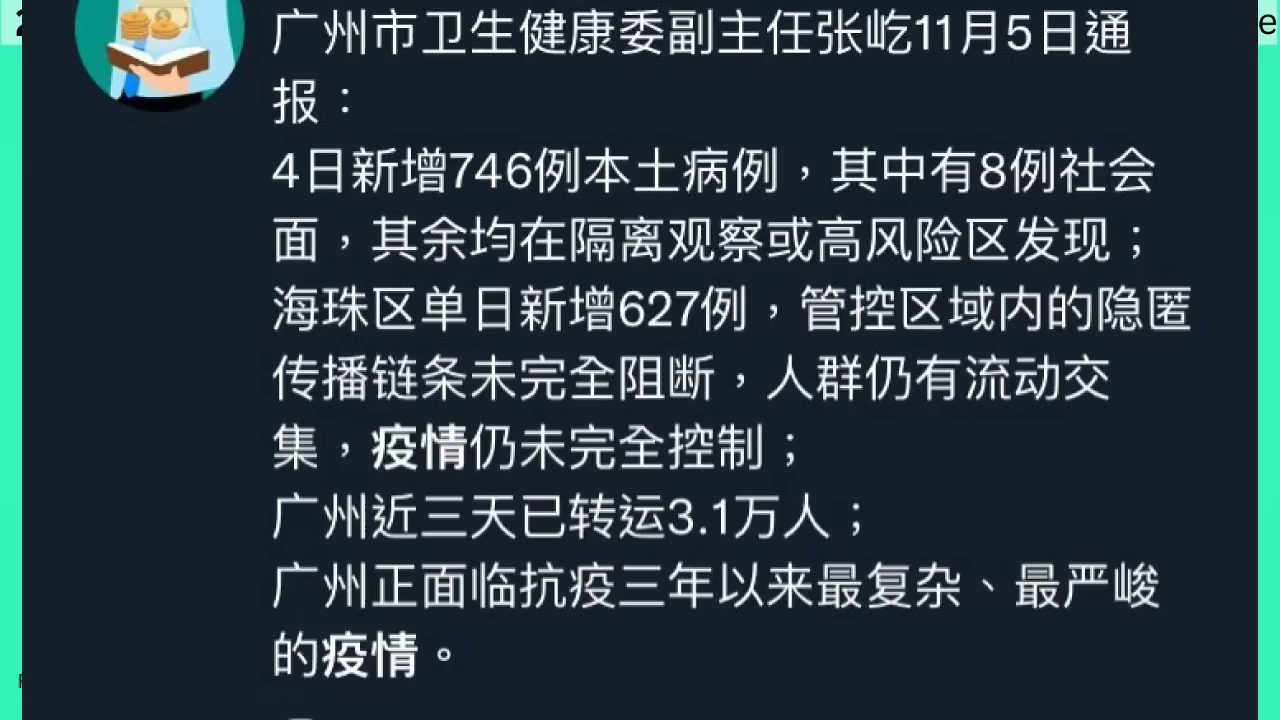 广州市卫生健康委副主任张屹11月5日通
报：
4日新增746例本土病例，其中有8例社会
面，其余均在隔离观察或高风险区发现；
海珠区单日新增627例，管控区域内的隐匿
传播链条未完全阻断，人群仍有流动交
集，疫情仍未完全控制；
广州近三天已转运3.1万人；
广州正面临抗疫三年以来最复杂、最严峻
的疫情。